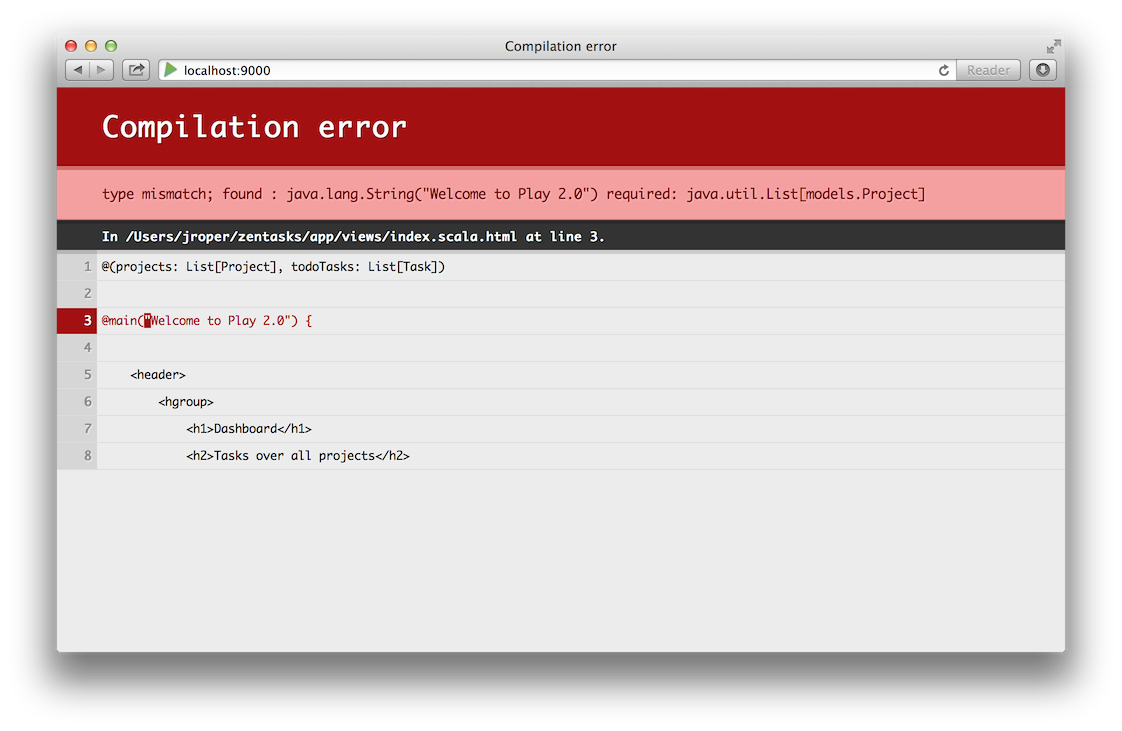 Compilation error
localhost:9000
Reader
Compilation error
type mismatch; found : java.lang.String("Welcome to Play 2.0") required: java.util.List[models.Project]
In /Users/jroper/zentasks/app/views/index.scala.html at line 3.
1 @(projects: List[Project], todoTasks: List[Task])
2
3 @main("Welcome to Play 2.0") {
4
5 <header>
6 <hgroup>
7 <h1>Dashboard</h1>
8 <h2>Tasks over all projects</h2>